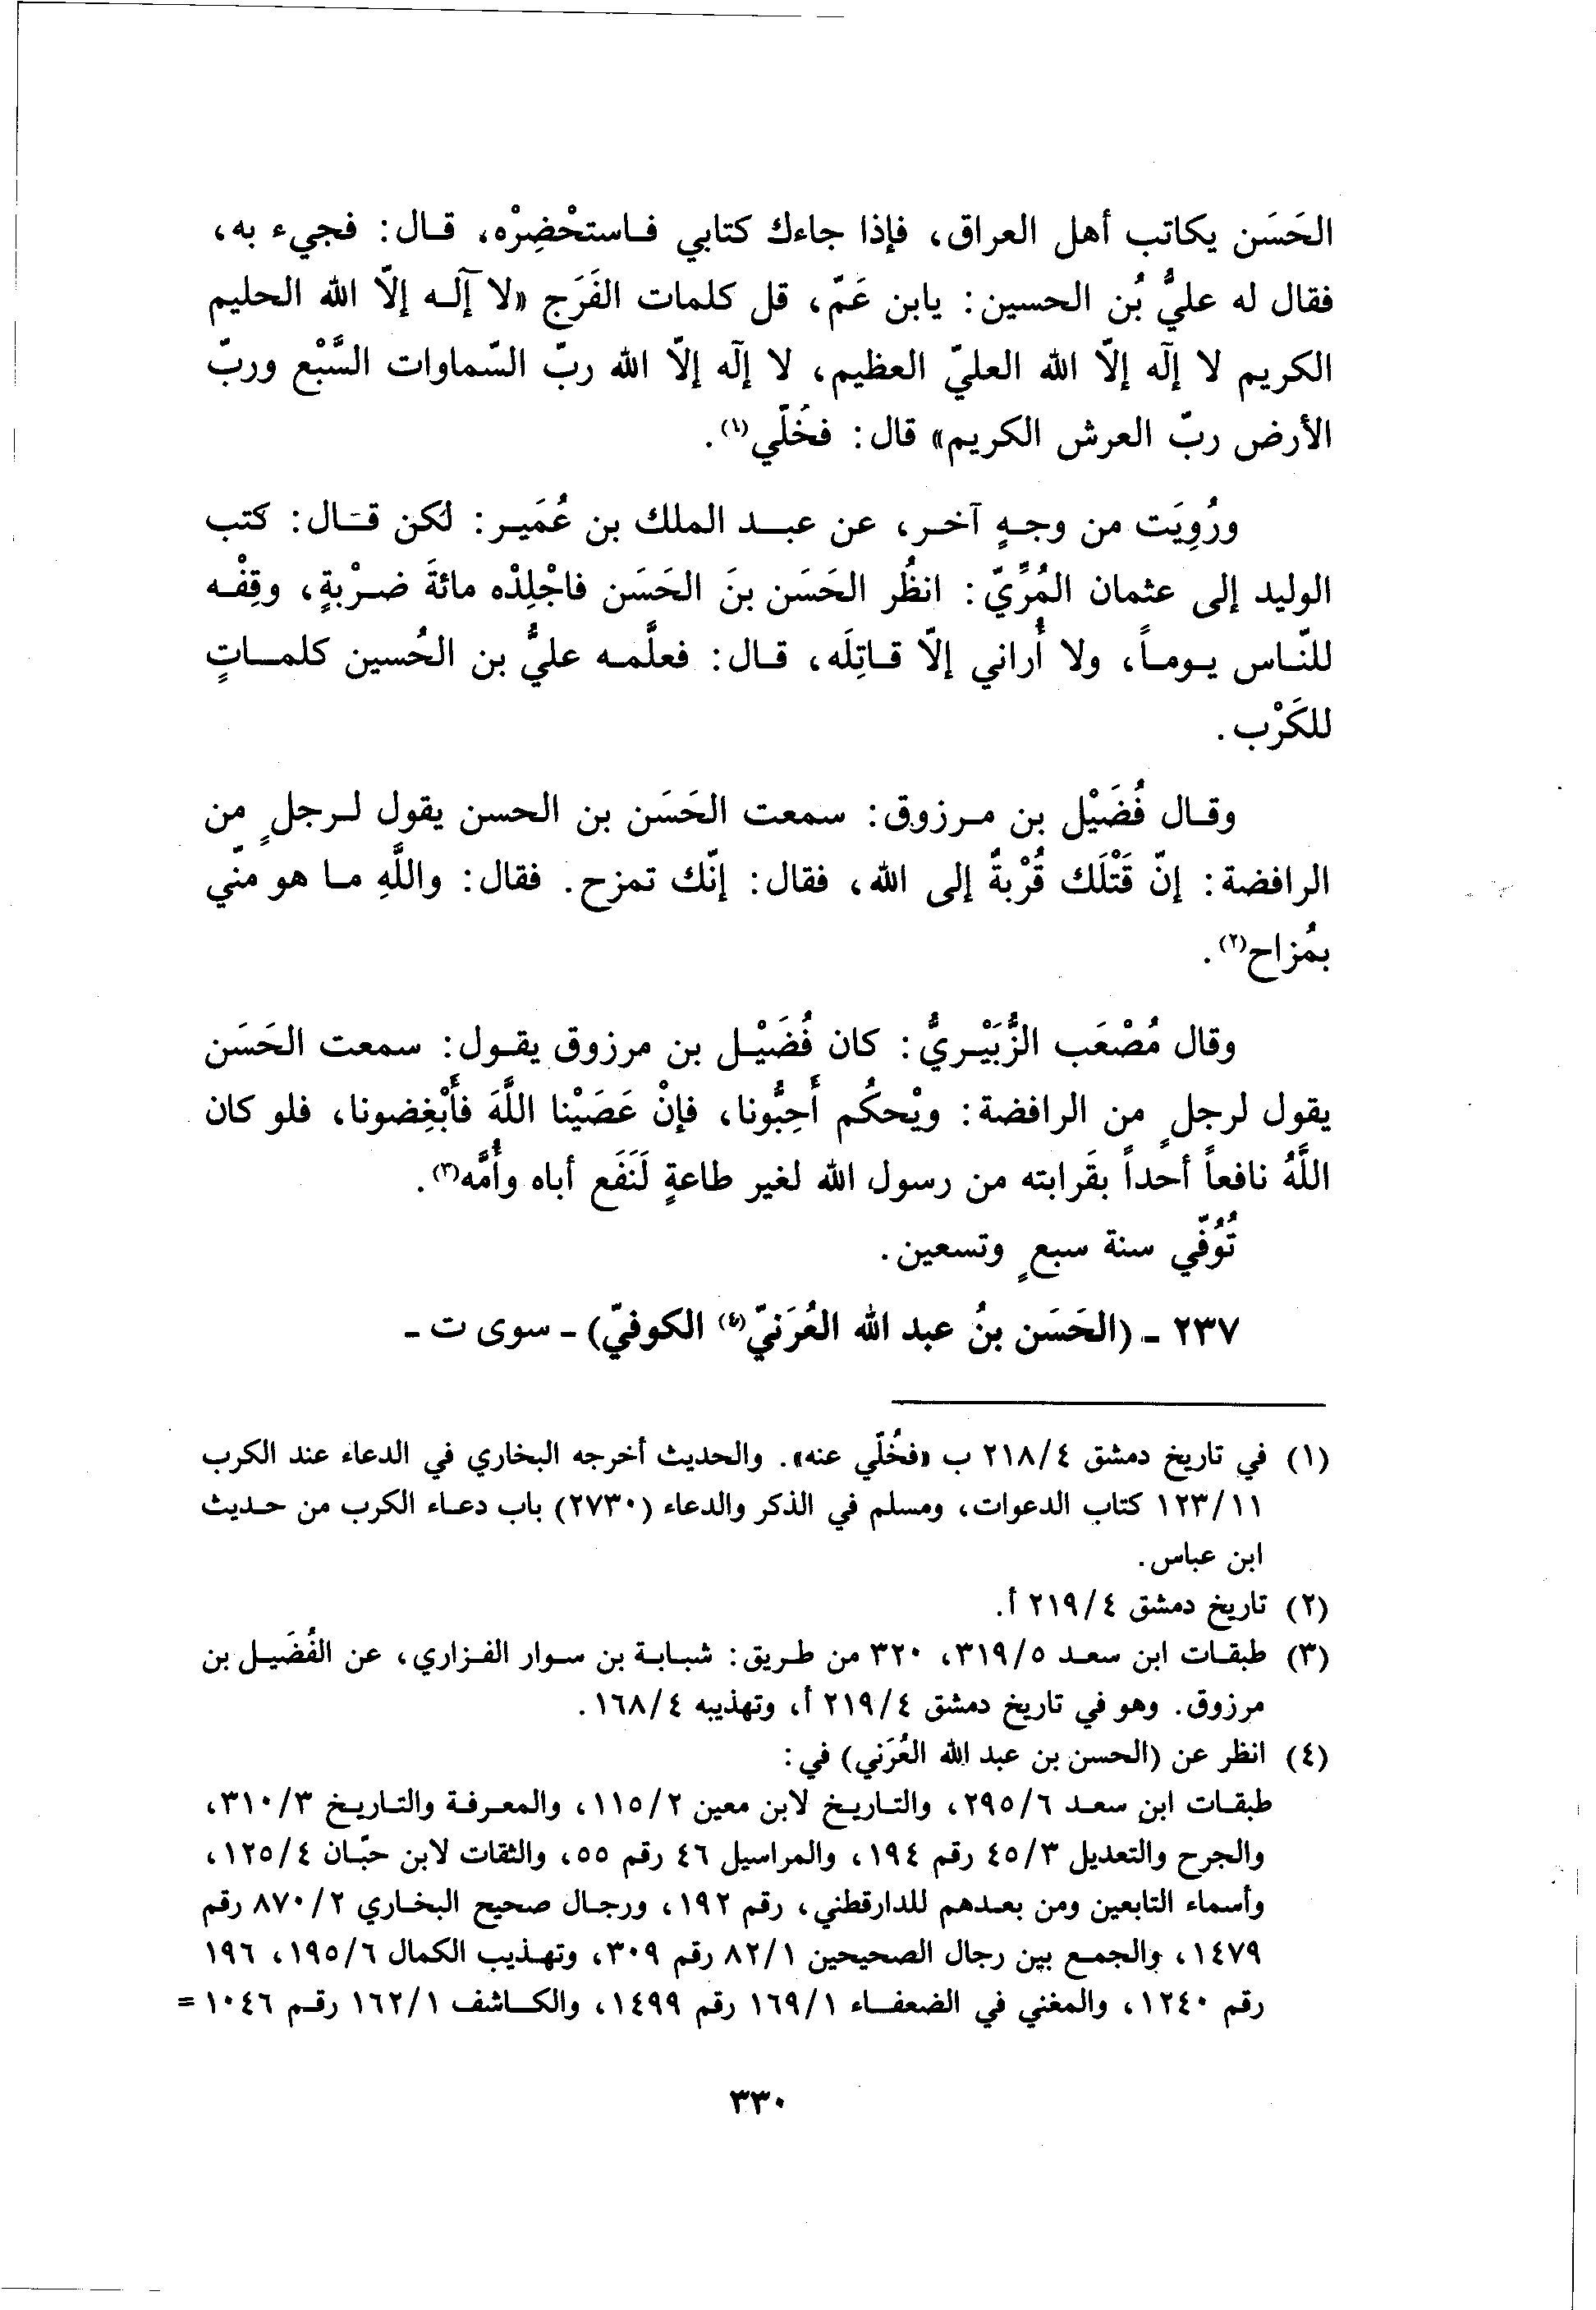 الحَسَن يكاتب أهل العراق، فإذا جاءك كتابي فاستحْضِرْه، قال: فجيء به،
فقال له عليُّ بُن الحسين: يابن عَمّ، قل كلمات الفَرَج «لا إله إلّا الله الحليم
الكريم لا إله إلّا الله العليّ العظيم، لا إله إلّا الله ربّ السّماوات السَّبْع وربّ
الأرض ربّ العرش الكريم» قال: فخُلّي(١).
ورُوِيَت من وجهٍ آخر، عن عبد الملك بن عُمَير: لكن قال: كتب
الوليد إلى عثمان المُرِّيّ: انظُر الحَسَن بنَ الحَسَن فاجْلِدْه مائةَ ضرْبةٍ، وقِفْه
للنّاس يوماً، ولا أُراني إلّا قاتِلَه، قال: فعلَّمه عليُّ بن الحُسين كلماتٍ
للكَرْب.
وقال فُضَيْل بن مرزوق: سمعت الحَسَن بن الحسن يقول لرجلٍ من
الرافضة: إنّ قَتْلَك قُرْبةٌ إلى الله، فقال: إنّك تمزح. فقال: واللَّهِ ما هو منّي
بمُزاح(٢).
وقال مُصْعَب الزُّبَيْريُّ: كان فُضَيْل بن مرزوق يقول: سمعت الحَسَن
يقول لرجلٍ من الرافضة: ويْحكُم أَحِبُّونا، فإنْ عَصَيْنا اللَّهَ فأَبْغِضونا، فلو كان
اللَّهُ نافعاً أحداً بقَرابته من رسول الله لغير طاعةٍ لَنَفَع أباه وأُمَّه(٣).
تُوُفّي سنة سبعٍ وتسعين.
٢٣٧ - (الحَسَن بنُ عبد الله العُرَنيّ(٤) الكوفيّ) - سوى ت -
(١) في تاريخ دمشق ٢١٨/٤ ب «فخُلّي عنه». والحديث أخرجه البخاري في الدعاء عند الكرب
١٢٣/١١ كتاب الدعوات، ومسلم في الذكر والدعاء (٢٧٣٠) باب دعاء الكرب من حديث
ابن عباس.
(٢) تاريخ دمشق ٢١٩/٤ أ.
(٣) طبقات ابن سعد ٣١٩/٥، ٣٢٠ من طريق: شبابة بن سوار الفزاري، عن الفُضَيل بن
مرزوق. وهو في تاريخ دمشق ٢١٩/٤ أ، وتهذيبه ١٦٨/٤.
(٤) انظر عن (الحسن بن عبد الله العُرَني) في:
طبقات ابن سعد ٢٩٥/٦، والتاريخ لابن معين ١١٥/٢، والمعرفة والتاريخ ٣١٠/٣،
والجرح والتعديل ٤٥/٣ رقم ١٩٤، والمراسيل ٤٦ رقم ٥٥، والثقات لابن حبّان ١٢٥/٤،
وأسماء التابعين ومن بعدهم للدارقطني، رقم ١٩٢، ورجال صحيح البخاري ٨٧٠/٢ رقم
١٤٧٩، والجمع بين رجال الصحيحين ٨٢/١ رقم ٣٠٩، وتهذيب الكمال ١٩٥/٦، ١٩٦
رقم ١٢٤٠، والمغني في الضعفاء ١٦٩/١ رقم ١٤٩٩، والكاشف ١٦٢/١ رقم ١٠٤٦ =
٣٣٠